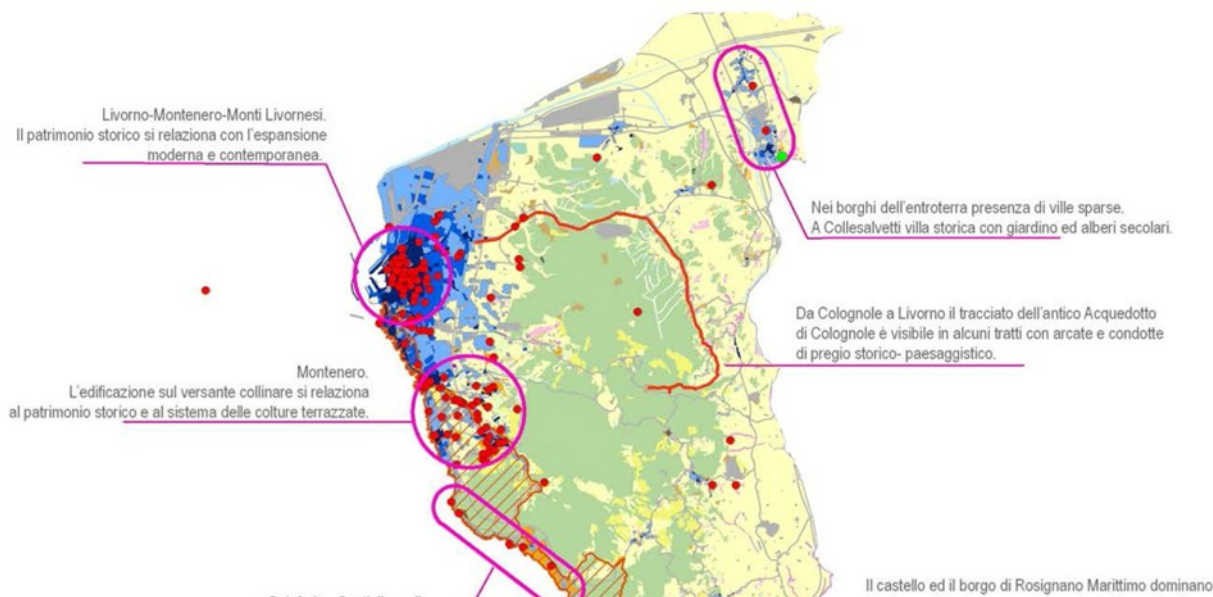 Livorno-Montenero-Monti Livornesi.
Il patrimonio storico si relaziona con l'espansione
moderna e contemporanea.
Nei borghi dell'entroterra presenza di ville sparse.
A Collesalvetti villa storica con giardino ed alberi secolari.
Da Colognole a Livorno il tracciato dell'antico Acquedotto
di Colognole è visibile in alcuni tratti con arcate e condotte
di pregio storico- paesaggistico.
Montenero.
L'edificazione sul versante collinare si relaziona
al patrimonio storico e al sistema delle colture terrazzate.
Il castello ed il borgo di Rosignano Marittimo dominano